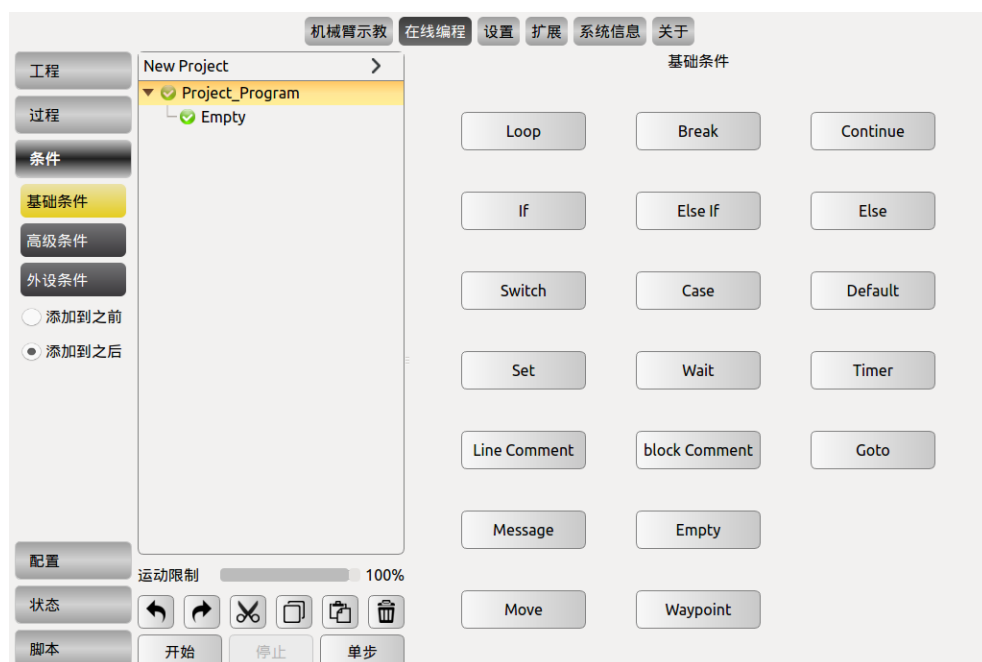 机械臂示教 在线编程 设置 扩展 系统信息 关于
工程
过程
条件
基础条件
高级条件
外设条件
添加到之前
添加到之后
配置
状态
脚本
New Project
Project_Program
Empty
运动限制 100%
开始 停止 单步
基础条件
Loop Break Continue
If Else If Else
Switch Case Default
Set Wait Timer
Line Comment block Comment Goto
Message Empty
Move Waypoint